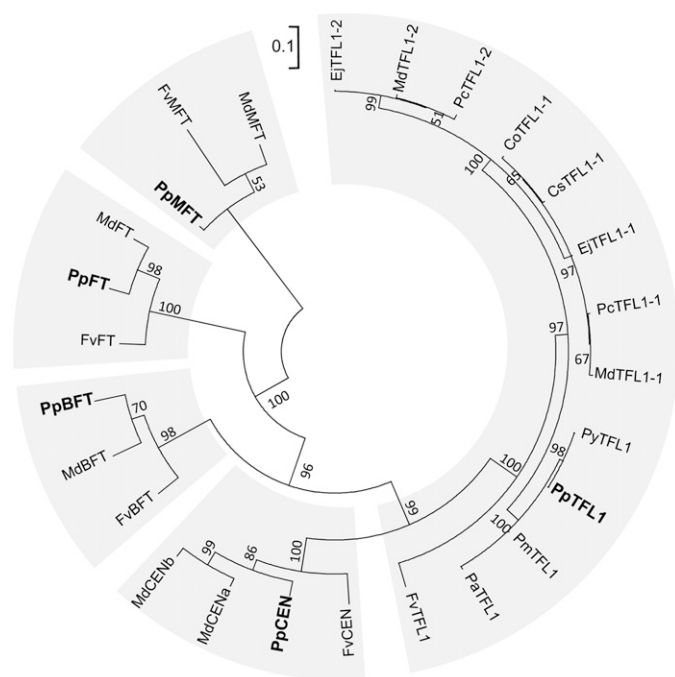 0.1
EjTFL1-2
MdTFL1-2
PcTFL1-2
99
51
CoTFL1-1
CsTFL1-1
EjTFL1-1
100
65
97
PcTFL1-1
MdTFL1-1
97
67
PyTFL1
PpTFL1
PmTFL1
PaTFL1
FvTFL1
98
100
100
99
FvCEN
PpCEN
MdCENa
MdCENb
100
86
99
96
FvBFT
MdBFT
PpBFT
98
70
FvFT
PpFT
MdFT
100
98
100
PpMFT
FvMFT
MdMFT
53